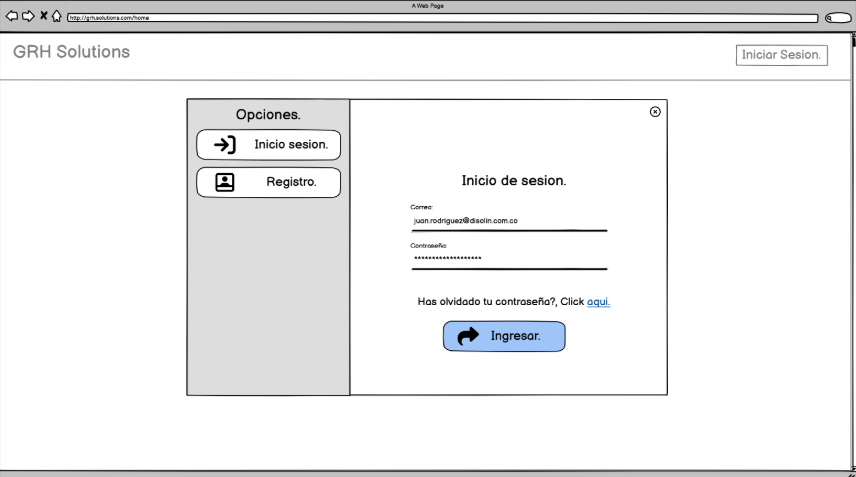 A Web Page
http://grh.solutions.com/home
GRH Solutions
Iniciar Sesion.
Opciones.
Inicio sesion.
Registro.
Inicio de sesion.
Correo:
juan.rodriguez@disolin.com.co
Contraseña:
*******************
Has olvidado tu contraseña?, Click aqui.
Ingresar.